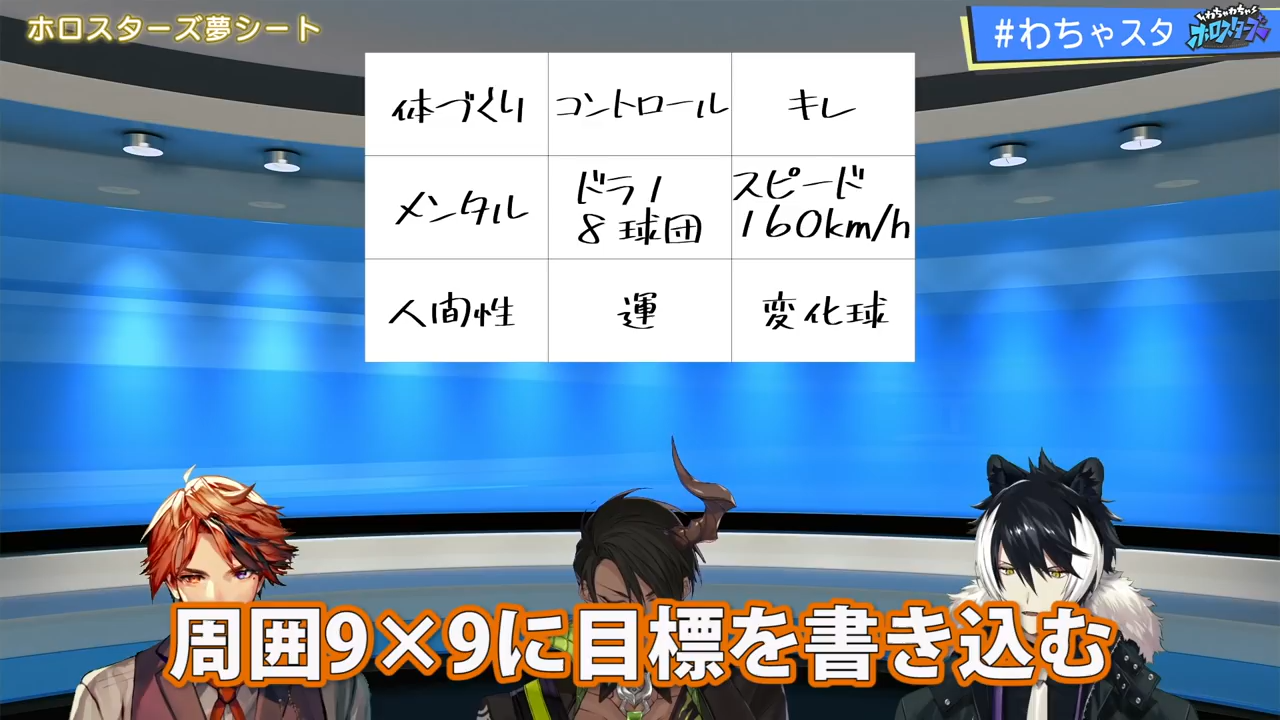 ホロスターズ夢シート
#わちゃスタ
わちゃわちゃ
ホロスターズ
体づくり
コントロール
キレ
メンタル
ドラ1
8球団
スピード
160km/h
人間性
運
変化球
周囲9×9に目標を書き込む